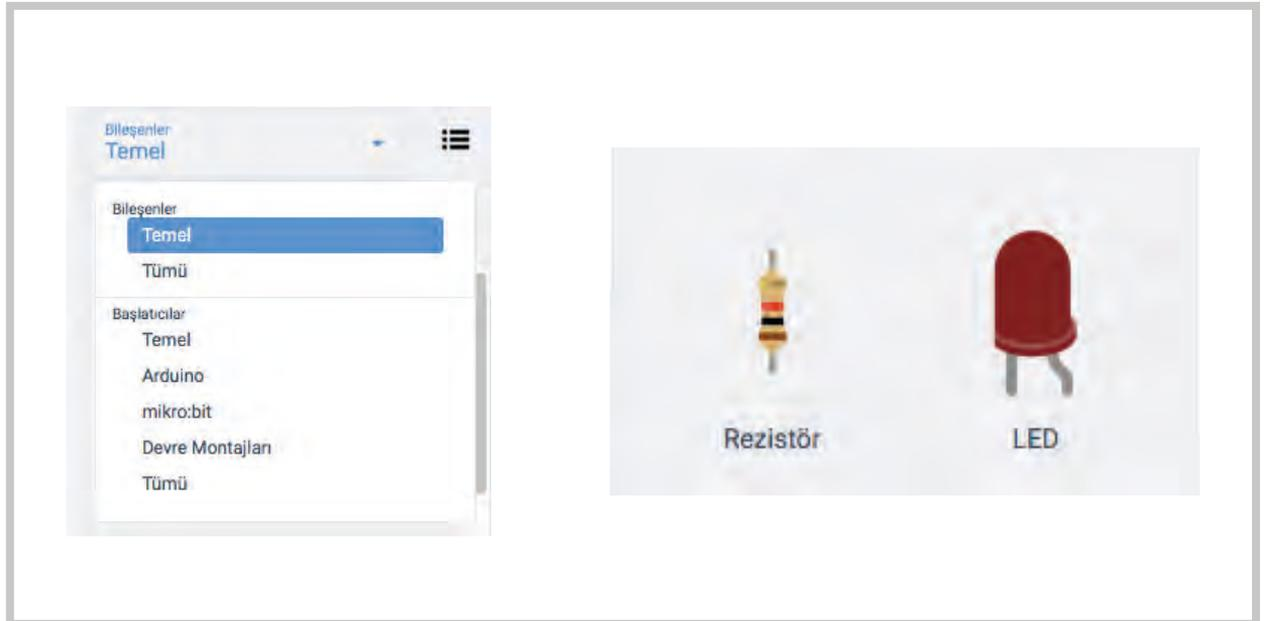 Bileşenler
Temel
Bileşenler
Temel
Tümü
Başlatıcılar
Temel
Arduino
mikro:bit
Devre Montajları
Tümü
Rezistör
LED